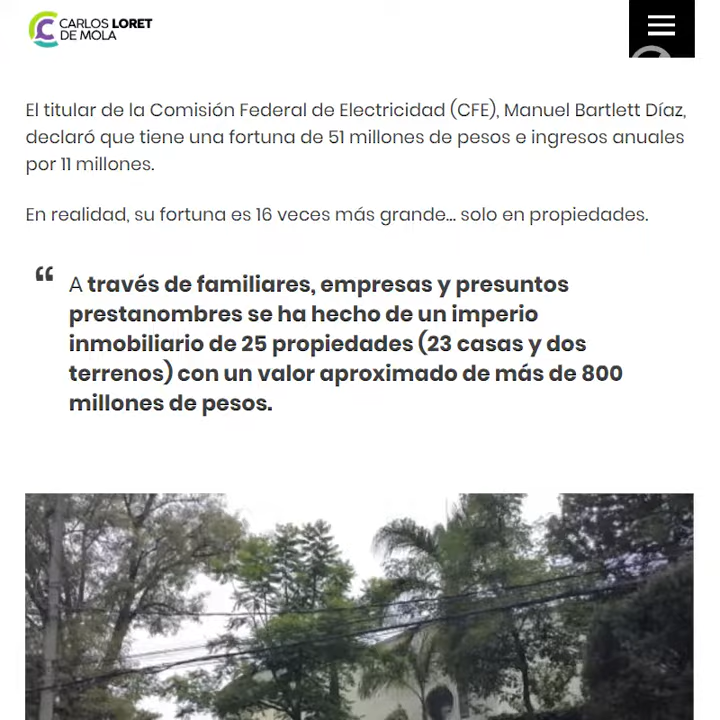 CARLOS LORET
DE MOLA
El titular de la Comisión Federal de Electricidad (CFE), Manuel Bartlett Díaz,
declaró que tiene una fortuna de 51 millones de pesos e ingresos anuales
por 11 millones.
En realidad, su fortuna es 16 veces más grande... solo en propiedades.
“ A través de familiares, empresas y presuntos
prestanombres se ha hecho de un imperio
inmobiliario de 25 propiedades (23 casas y dos
terrenos) con un valor aproximado de más de 800
millones de pesos.